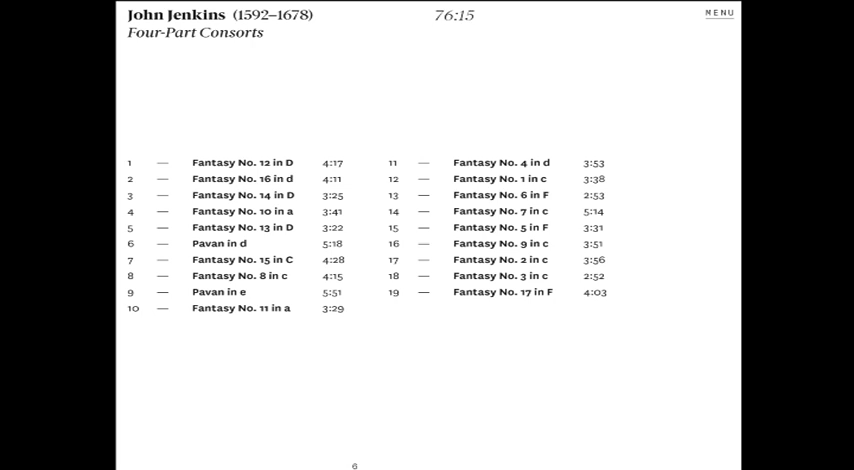 John Jenkins (1592–1678)
Four-Part Consorts
76:15
MENU
1 — Fantasy No. 12 in D 4:17
2 — Fantasy No. 16 in d 4:11
3 — Fantasy No. 14 in D 3:25
4 — Fantasy No. 10 in a 3:41
5 — Fantasy No. 13 in D 3:22
6 — Pavan in d 5:18
7 — Fantasy No. 15 in C 4:28
8 — Fantasy No. 8 in c 4:15
9 — Pavan in e 5:51
10 — Fantasy No. 11 in a 3:29
11 — Fantasy No. 4 in d 3:53
12 — Fantasy No. 1 in c 3:38
13 — Fantasy No. 6 in F 2:53
14 — Fantasy No. 7 in c 5:14
15 — Fantasy No. 5 in F 3:31
16 — Fantasy No. 9 in c 3:51
17 — Fantasy No. 2 in c 3:56
18 — Fantasy No. 3 in c 2:52
19 — Fantasy No. 17 in F 4:03
6